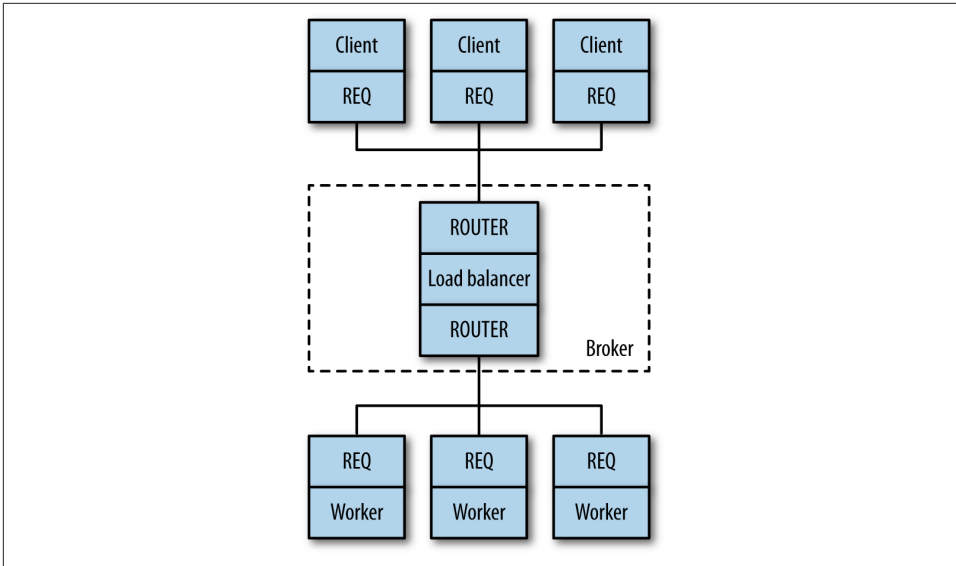 Client Client Client
REQ REQ REQ
ROUTER
Load balancer
ROUTER
Broker
REQ REQ REQ
Worker Worker Worker